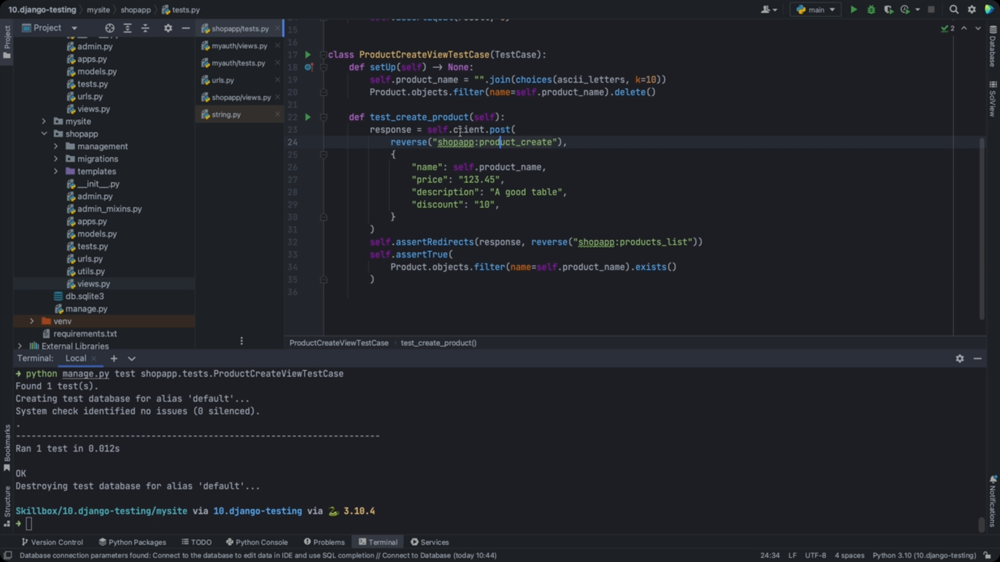 10.django-testing mysite shopapp tests.py
main
Project
Project
admin.py
apps.py
models.py
tests.py
urls.py
views.py
mysite
shopapp
management
migrations
templates
__init__.py
admin.py
admin_mixins.py
apps.py
models.py
tests.py
urls.py
utils.py
views.py
db.sqlite3
manage.py
venv
requirements.txt
External Libraries
shopapp/tests.py
myauth/views.py
myauth/tests.py
urls.py
shopapp/views.py
string.py
2
15
16
17 class ProductCreateViewTestCase(TestCase):
18 def setUp(self) → None:
19 self.product_name = "".join(choices(ascii_letters, k=10))
20 Product.objects.filter(name=self.product_name).delete()
21
22 def test_create_product(self):
23 response = self.client.post(
24 reverse("shopapp:product_create"),
25 {
26 "name": self.product_name,
27 "price": "123.45",
28 "description": "A good table",
29 "discount": "10",
30 }
31 )
32 self.assertRedirects(response, reverse("shopapp:products_list"))
33 self.assertTrue(
34 Product.objects.filter(name=self.product_name).exists()
35 )
36
ProductCreateViewTestCase test_create_product()
Database
SciView
Notifications
Bookmarks
Structure
Terminal: Local
➜ python manage.py test shopapp.tests.ProductCreateViewTestCase
Found 1 test(s).
Creating test database for alias 'default'...
System check identified no issues (0 silenced).
.
----------------------------------------------------------------------
Ran 1 test in 0.012s
OK
Destroying test database for alias 'default'...
Skillbox/10.django-testing/mysite via 10.django-testing via 🐍 3.10.4
➜
Version Control Python Packages TODO Python Console Problems Terminal Services
Database connection parameters found: Connect to the database to edit data in IDE and use SQL completion // Connect to Database (today 10:44) 24:34 LF UTF-8 4 spaces Python 3.10 (10.django-testing)